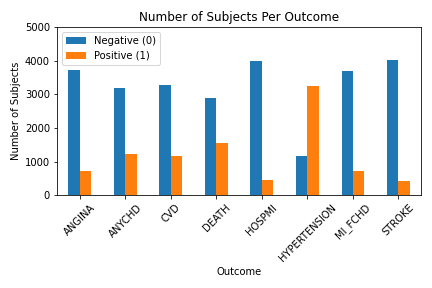 Number of Subjects Per Outcome
Number of Subjects
5000
4000
3000
2000
1000
0
Negative (0)
Positive (1)
ANGINA
ANYCHD
CVD
DEATH
HOSPMI
HYPERTENSION
MI_FCHD
STROKE
Outcome